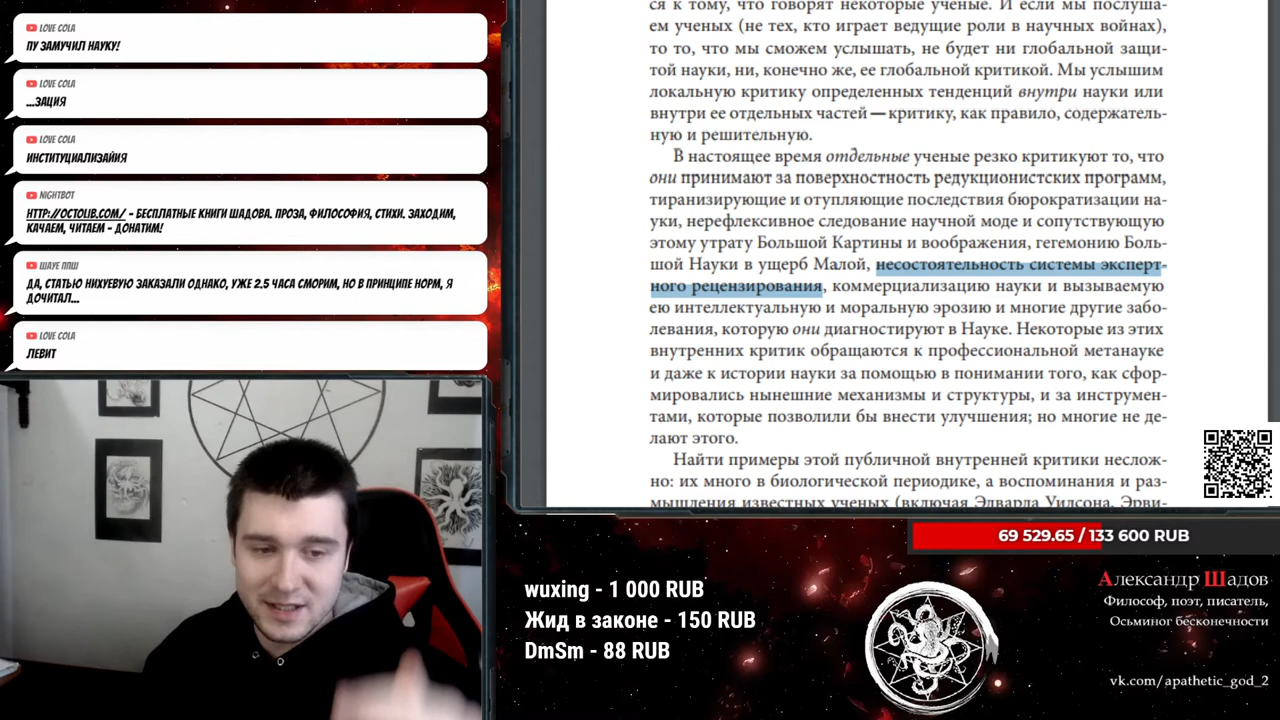 LOVE COLA
ПУ ЗАМУЧИЛ НАУКУ!
LOVE COLA
...ЗАЦИЯ
LOVE COLA
ИНСТИТУЦИАЛИЗАЙИЯ
NIGHTBOT
HTTP://OCTOLIB.COM/ - БЕСПЛАТНЫЕ КНИГИ ШАДОВА. ПРОЗА, ФИЛОСОФИЯ, СТИХИ. ЗАХОДИМ,
КАЧАЕМ, ЧИТАЕМ - ДОНАТИМ!
ШАУЕ ППШ
ДА, СТАТЬЮ НИХУЕВУЮ ЗАКАЗАЛИ ОДНАКО, УЖЕ 2,5 ЧАСА СМОРИМ, НО В ПРИНЦИПЕ НОРМ, Я
ДОЧИТАЛ...
LOVE COLA
ЛЕВИТ
ся к тому, что говорят некоторые ученые. И если мы послуша-
ем ученых (не тех, кто играет ведущие роли в научных войнах),
то то, что мы сможем услышать, не будет ни глобальной защи-
той науки, ни, конечно же, ее глобальной критикой. Мы услышим
локальную критику определенных тенденций внутри науки или
внутри ее отдельных частей — критику, как правило, содержатель-
ную и решительную.
В настоящее время отдельные ученые резко критикуют то, что
они принимают за поверхностность редукционистских программ,
тиранизирующие и отупляющие последствия бюрократизации на-
уки, нерефлексивное следование научной моде и сопутствующую
этому утрату Большой Картины и воображения, гегемонию Боль-
шой Науки в ущерб Малой, несостоятельность системы эксперт-
ного рецензирования, коммерциализацию науки и вызываемую
ею интеллектуальную и моральную эрозию и многие другие забо-
левания, которую они диагностируют в Науке. Некоторые из этих
внутренних критик обращаются к профессиональной метанауке
и даже к истории науки за помощью в понимании того, как сфор-
мировались нынешние механизмы и структуры, и за инструмен-
тами, которые позволили бы внести улучшения; но многие не де-
лают этого.
Найти примеры этой публичной внутренней критики неслож-
но: их много в биологической периодике, а воспоминания и раз-
мышления известных ученых (включая Эдварда Уилсона, Эрви-
69 529.65 / 133 600 RUB
wuxing - 1 000 RUB
Жид в законе - 150 RUB
DmSm - 88 RUB
Александр Шадов
Философ, поэт, писатель,
Осьминог бесконечности
vk.com/apathetic_god_2